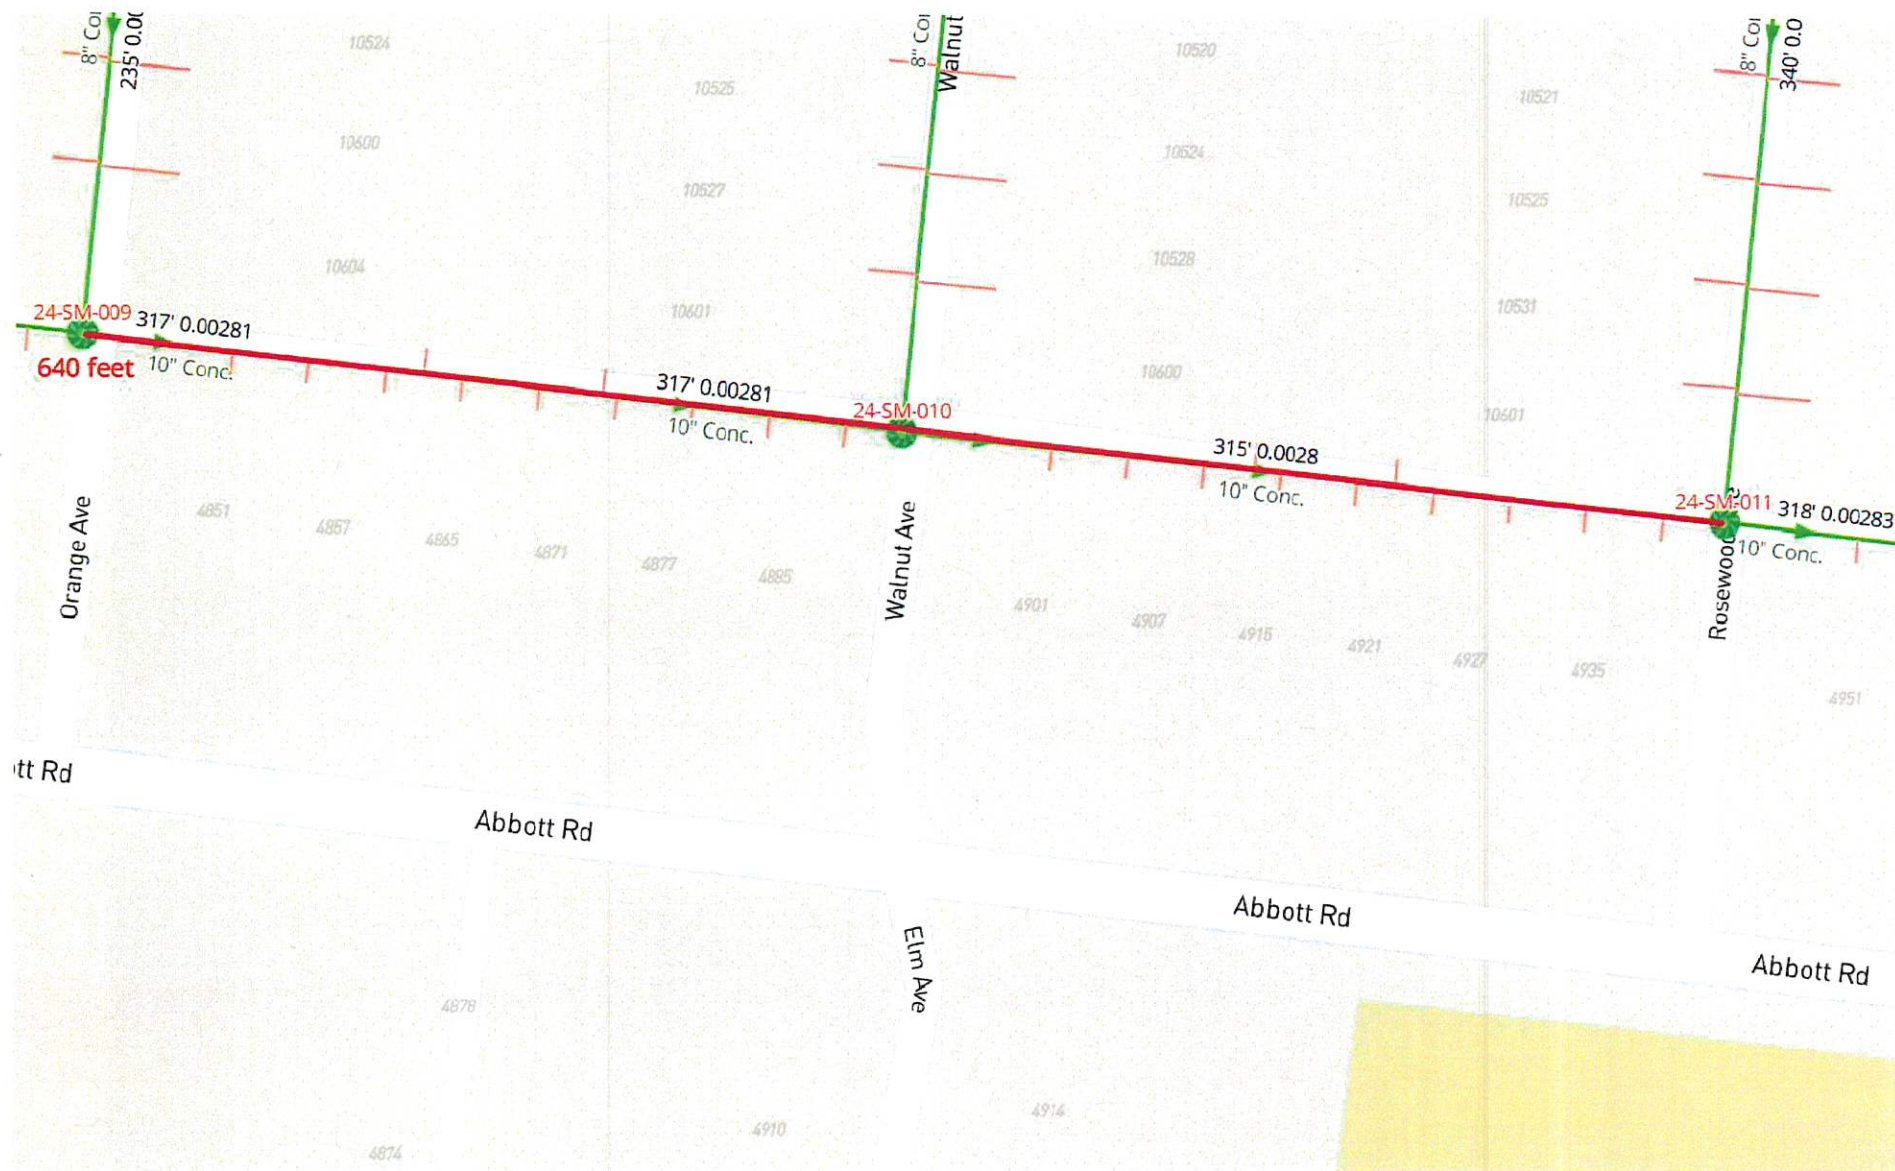 8" Co
235' 0.0
10524
8" Co
Walnut
10520
8" Co
340' 0.0
10525
10521
10600
10527
10524
10525
10604
10528
10601
10531
24-SM-009
317' 0.00281
640 feet
10" Conc.
317' 0.00281
10600
24-SM-010
10601
10" Conc.
315' 0.0028
10" Conc.
24-SM-011
318' 0.00283
10" Conc.
Orange Ave
4851
4857
4865
4871
4877
4885
Walnut Ave
4901
4907
4915
4921
4927
4935
Rosewood
4951
tt Rd
Abbott Rd
Abbott Rd
Abbott Rd
Elm Ave
4878
4914
4910
4874